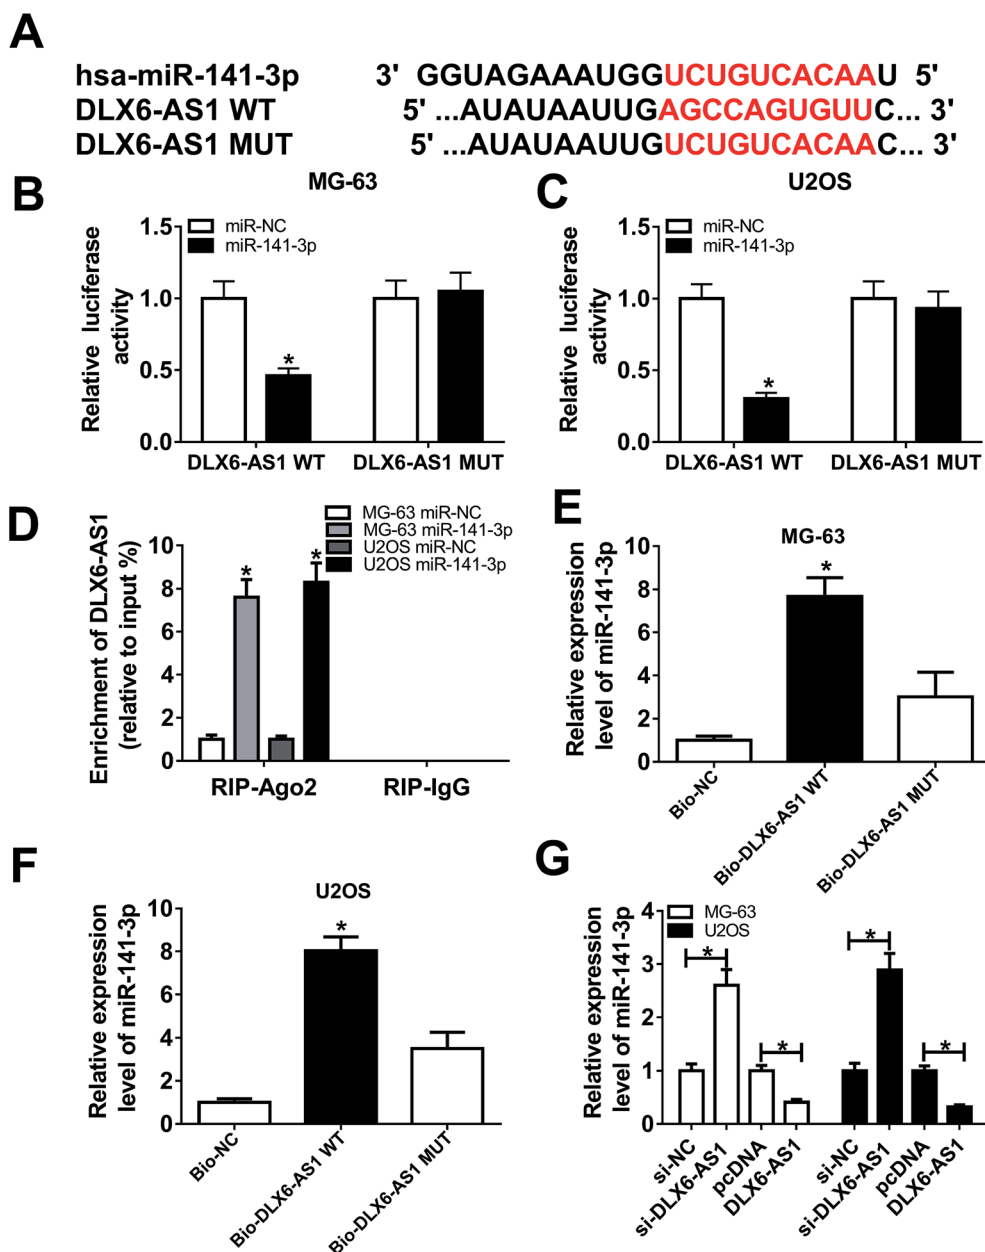 A
hsa-miR-141-3p 3' GGUAGAAAUGGUCUGUCACAAU 5'
DLX6-AS1 WT 5' ...AUAUAAUUGAGCCAGUGUUC... 3'
DLX6-AS1 MUT 5' ...AUAUAAUUGUCUGUCACAAC... 3'
B
MG-63
miR-NC
miR-141-3p
Relative luciferase
activity
1.5
1.0
0.5
0.0
DLX6-AS1 WT DLX6-AS1 MUT
*
C
U2OS
miR-NC
miR-141-3p
Relative luciferase
activity
1.5
1.0
0.5
0.0
DLX6-AS1 WT DLX6-AS1 MUT
*
D
MG-63 miR-NC
MG-63 miR-141-3p
U2OS miR-NC
U2OS miR-141-3p
Enrichment of DLX6-AS1
(relative to input %)
10
8
6
4
2
0
* *
RIP-Ago2 RIP-IgG
E
MG-63
Relative expression
level of miR-141-3p
10
8
6
4
2
0
*
Bio-NC
Bio-DLX6-AS1 WT
Bio-DLX6-AS1 MUT
F
U2OS
Relative expression
level of miR-141-3p
10
8
6
4
2
0
*
Bio-NC
Bio-DLX6-AS1 WT
Bio-DLX6-AS1 MUT
G
MG-63
U2OS
Relative expression
level of miR-141-3p
4
3
2
1
0
* * * *
si-NC
si-DLX6-AS1
pcDNA
DLX6-AS1
si-NC
si-DLX6-AS1
pcDNA
DLX6-AS1